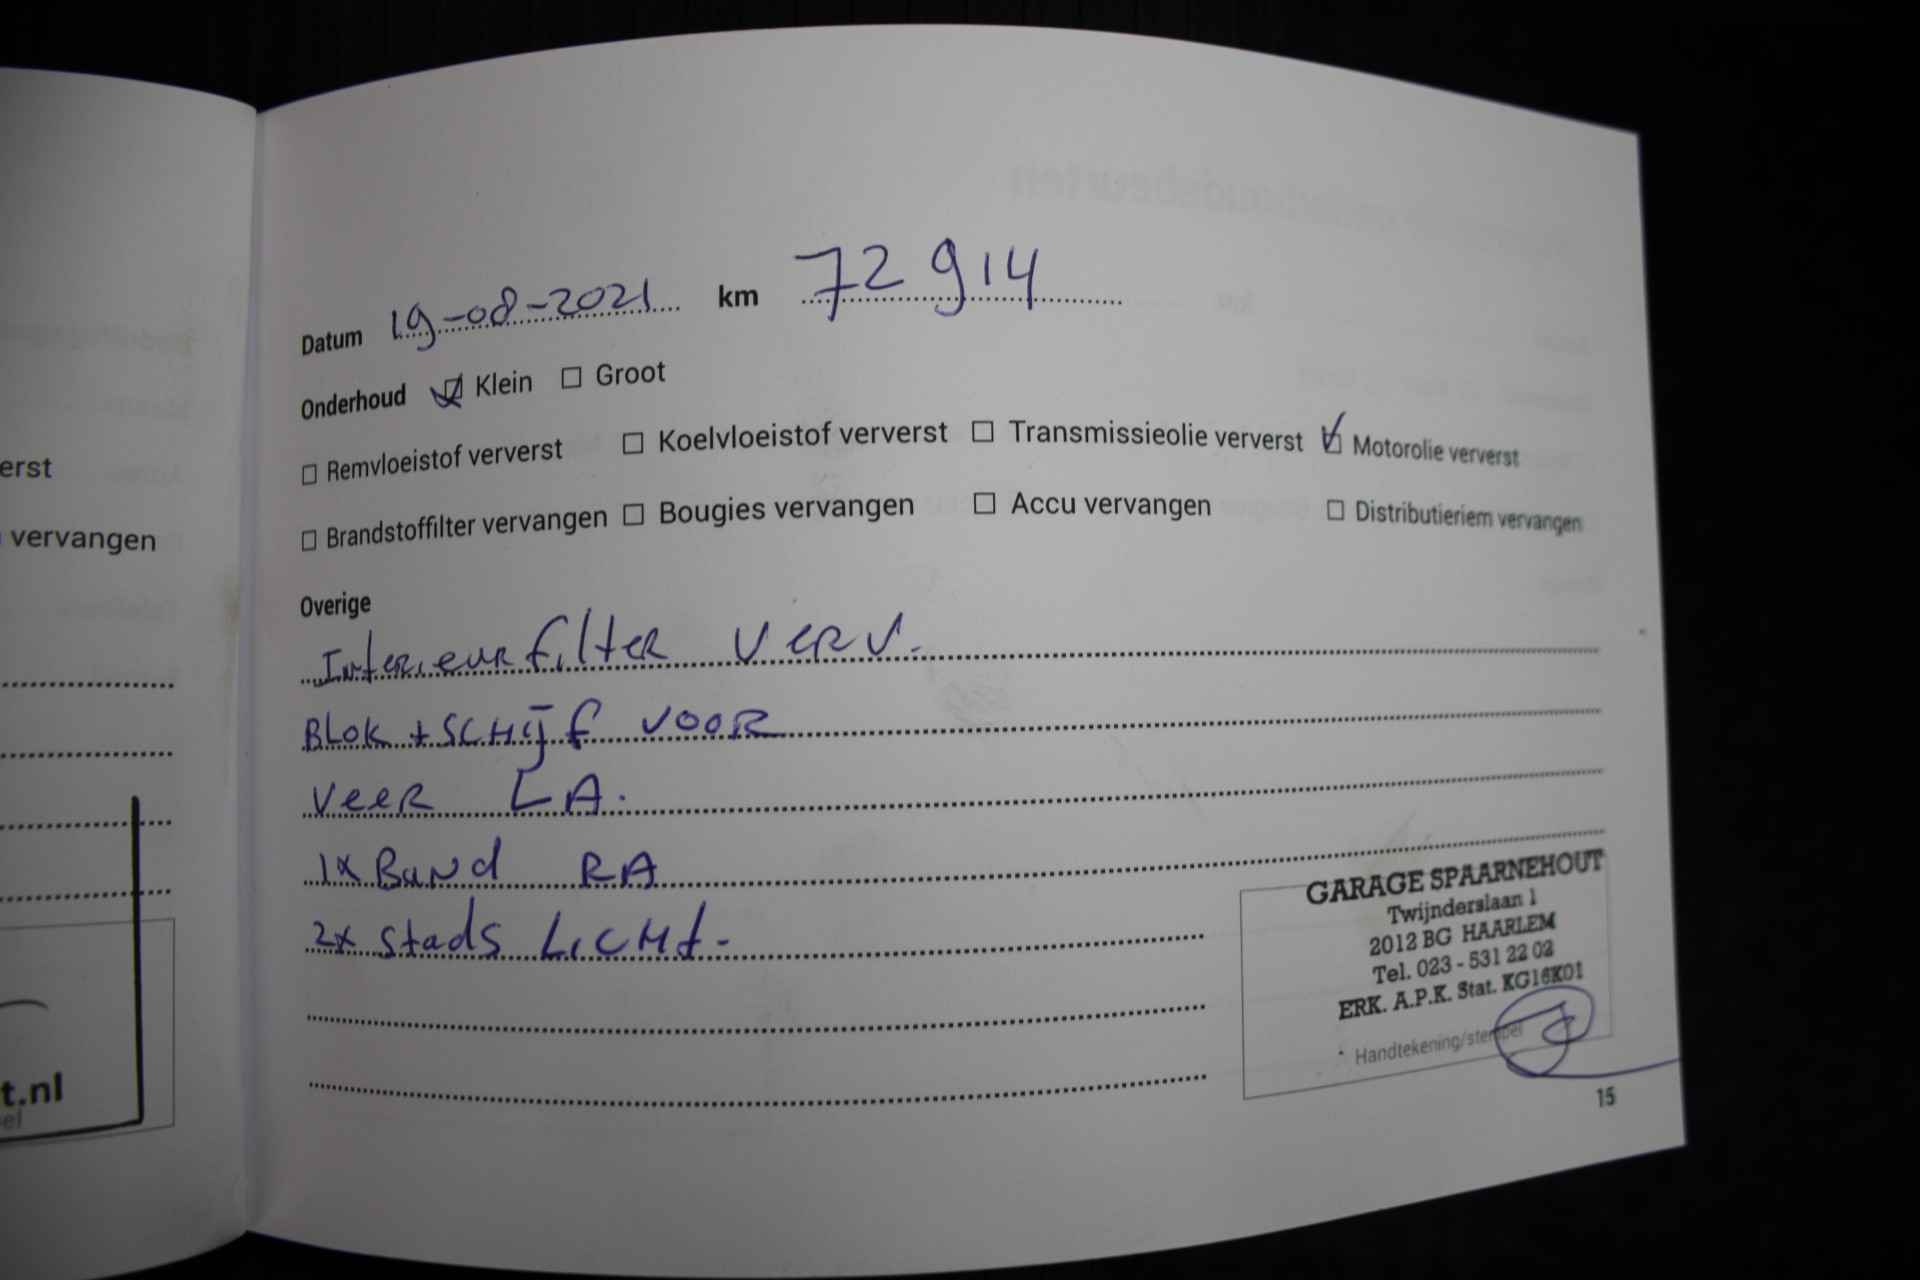 erst
vervangen
t.nl
el
Datum 19-08-2021 km 72914
Onderhoud ☑ Klein ☐ Groot
☐ Remvloeistof ververst ☐ Koelvloeistof ververst ☐ Transmissieolie ververst ☑ Motorolie ververst
☐ Brandstoffilter vervangen ☐ Bougies vervangen ☐ Accu vervangen ☐ Distributieriem vervangen
Overige
Interieurfilter verv.
Blok + schijf voor
Veer LA.
1x Band RA
2x Stads Licht-
GARAGE SPAARNEHOUT
Twijnderslaan 1
2012 BG HAARLEM
Tel. 023 - 531 22 02
ERK. A.P.K. Stat. KG16K01
Handtekening/stempel
15